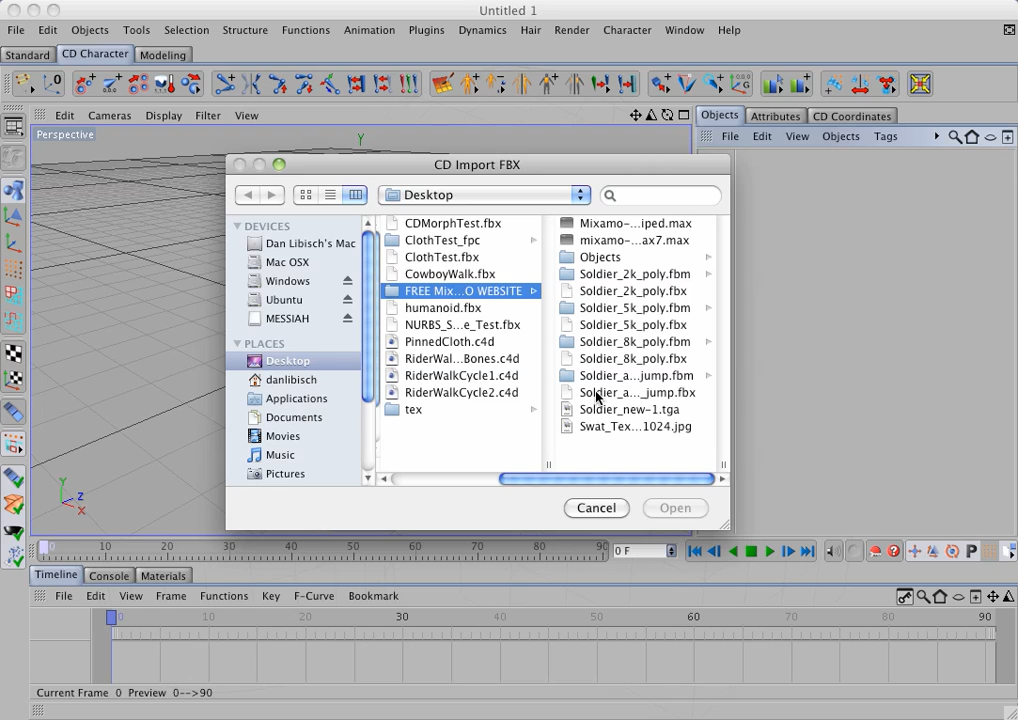 Untitled 1
File Edit Objects Tools Selection Structure Functions Animation Plugins Dynamics Hair Render Character Window Help
Standard CD Character Modeling
Edit Cameras Display Filter View
Objects Attributes CD Coordinates
File Edit View Objects Tags
Perspective
Y
CD Import FBX
Desktop
DEVICES
Dan Libisch's Mac
Mac OSX
Windows
Ubuntu
MESSIAH
PLACES
Desktop
danlibisch
Applications
Documents
Movies
Music
Pictures
CDMorphTest.fbx
ClothTest_fpc
ClothTest.fbx
CowboyWalk.fbx
FREE Mix...O WEBSITE
humanoid.fbx
NURBS_S...e_Test.fbx
PinnedCloth.c4d
RiderWal...Bones.c4d
RiderWalkCycle1.c4d
RiderWalkCycle2.c4d
tex
Mixamo-...iped.max
mixamo-...ax7.max
Objects
Soldier_2k_poly.fbm
Soldier_2k_poly.fbx
Soldier_5k_poly.fbm
Soldier_5k_poly.fbx
Soldier_8k_poly.fbm
Soldier_8k_poly.fbx
Soldier_a...jump.fbm
Soldier_a..._jump.fbx
Soldier_new-1.tga
Swat_Tex...1024.jpg
Cancel Open
Y
Z
X
0 10 20 30 40 50 60 70 80 90 0 F
P
Timeline Console Materials
File Edit View Frame Functions Key F-Curve Bookmark
0 10 20 30 40 50 60 70 80 90
Current Frame 0 Preview 0-->90